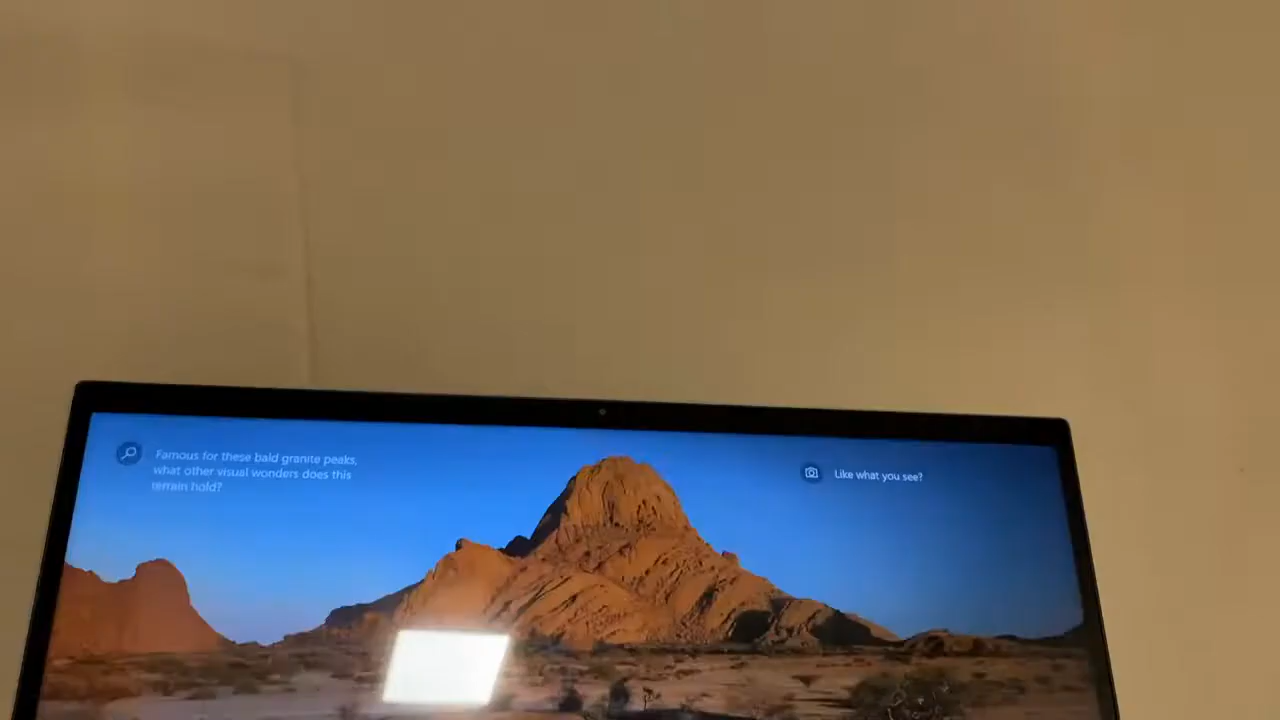 Famous for these bald granite peaks,
what other visual wonders does this
terrain hold?
Like what you see?